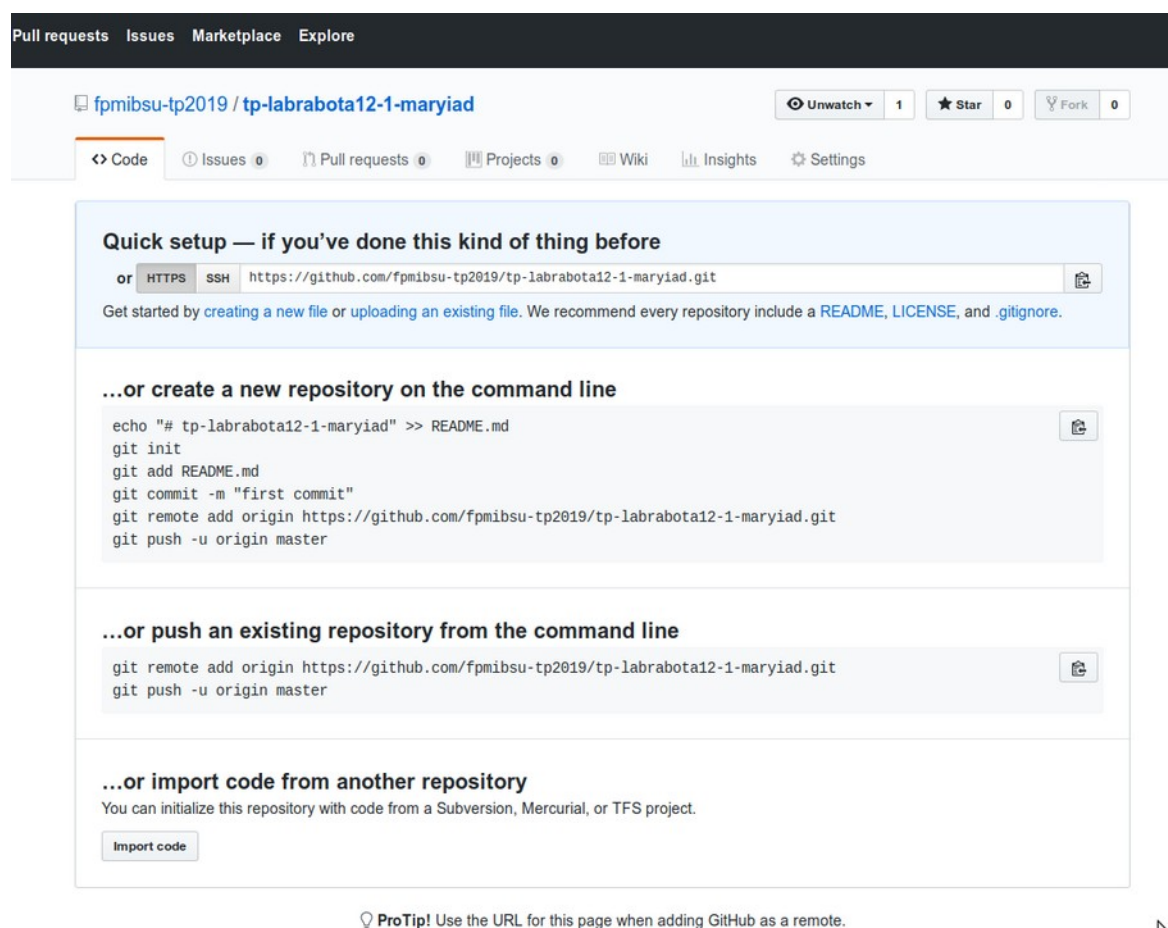 Pull requests Issues Marketplace Explore
fpmibsu-tp2019 / tp-labrabota12-1-maryiad
Unwatch 1 Star 0 Fork 0
<> Code Issues 0 Pull requests 0 Projects 0 Wiki Insights Settings
Quick setup — if you’ve done this kind of thing before
or HTTPS SSH https://github.com/fpmibsu-tp2019/tp-labrabota12-1-maryiad.git
Get started by creating a new file or uploading an existing file. We recommend every repository include a README, LICENSE, and .gitignore.
…or create a new repository on the command line
echo "# tp-labrabota12-1-maryiad" >> README.md
git init
git add README.md
git commit -m "first commit"
git remote add origin https://github.com/fpmibsu-tp2019/tp-labrabota12-1-maryiad.git
git push -u origin master
…or push an existing repository from the command line
git remote add origin https://github.com/fpmibsu-tp2019/tp-labrabota12-1-maryiad.git
git push -u origin master
…or import code from another repository
You can initialize this repository with code from a Subversion, Mercurial, or TFS project.
Import code
ProTip! Use the URL for this page when adding GitHub as a remote.